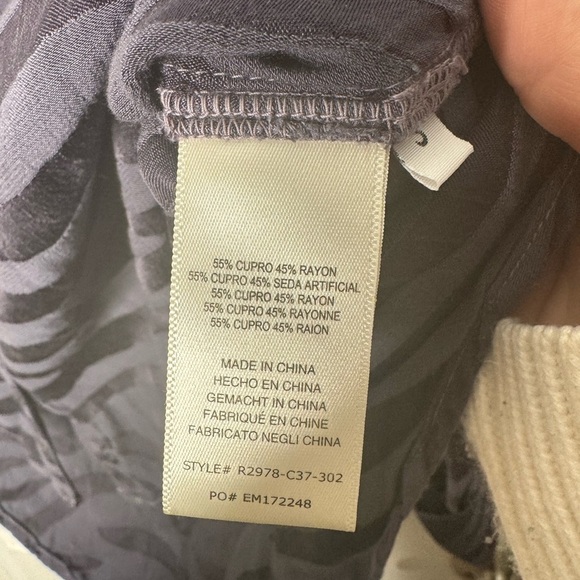 55% CUPRO 45% RAYON
55% CUPRO 45% SEDA ARTIFICIAL
55% CUPRO 45% RAYON
55% CUPRO 45% RAYONNE
55% CUPRO 45% RAION
MADE IN CHINA
HECHO EN CHINA
GEMACHT IN CHINA
FABRIQUÉ EN CHINE
FABRICATO NEGLI CHINA
STYLE# R2978-C37-302
PO# EM172248